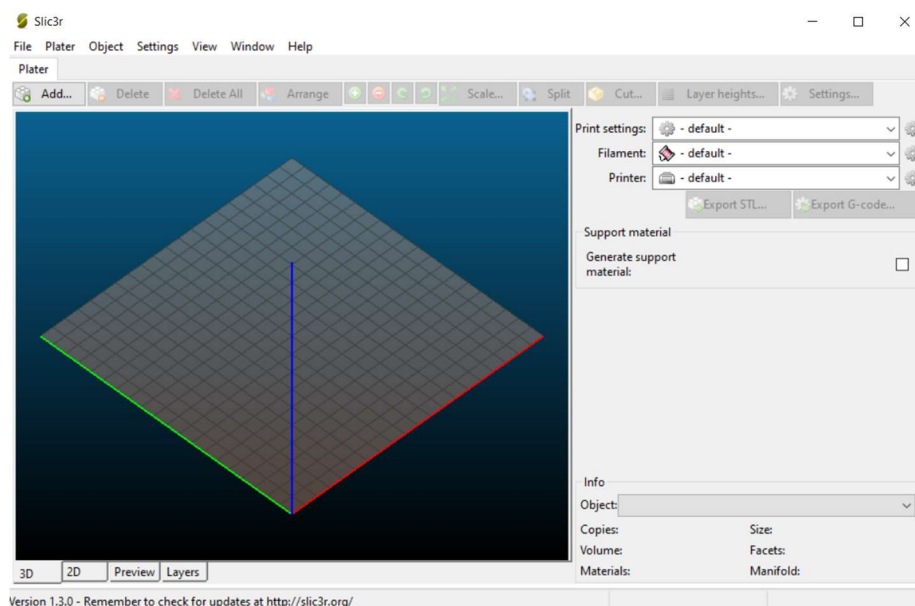 Slic3r
File Plater Object Settings View Window Help
Plater
Add... Delete Delete All Arrange Scale... Split Cut... Layer heights... Settings...
Print settings: - default -
Filament: - default -
Printer: - default -
Export STL... Export G-code...
Support material
Generate support
material:
Info
Object:
Copies: Size:
Volume: Facets:
Materials: Manifold:
3D 2D Preview Layers
Version 1.3.0 - Remember to check for updates at http://slic3r.org/